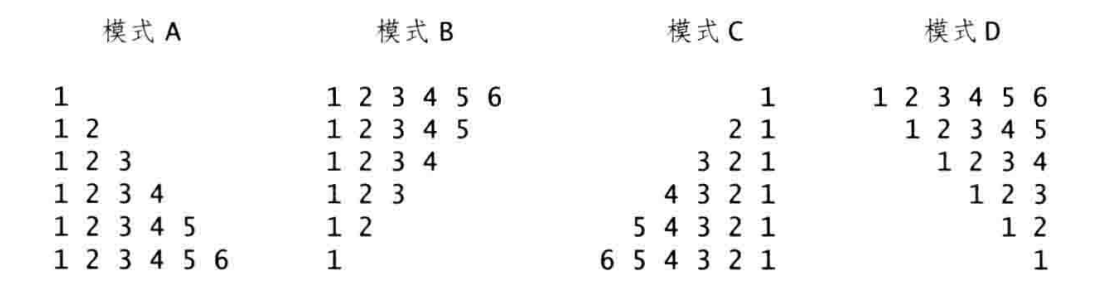 模式 A 模式 B 模式 C 模式 D
1 1 2 3 4 5 6 1 1 2 3 4 5 6
1 2 1 2 3 4 5 2 1 1 2 3 4 5
1 2 3 1 2 3 4 3 2 1 1 2 3 4
1 2 3 4 1 2 3 4 3 2 1 1 2 3
1 2 3 4 5 1 2 5 4 3 2 1 1 2
1 2 3 4 5 6 1 6 5 4 3 2 1 1